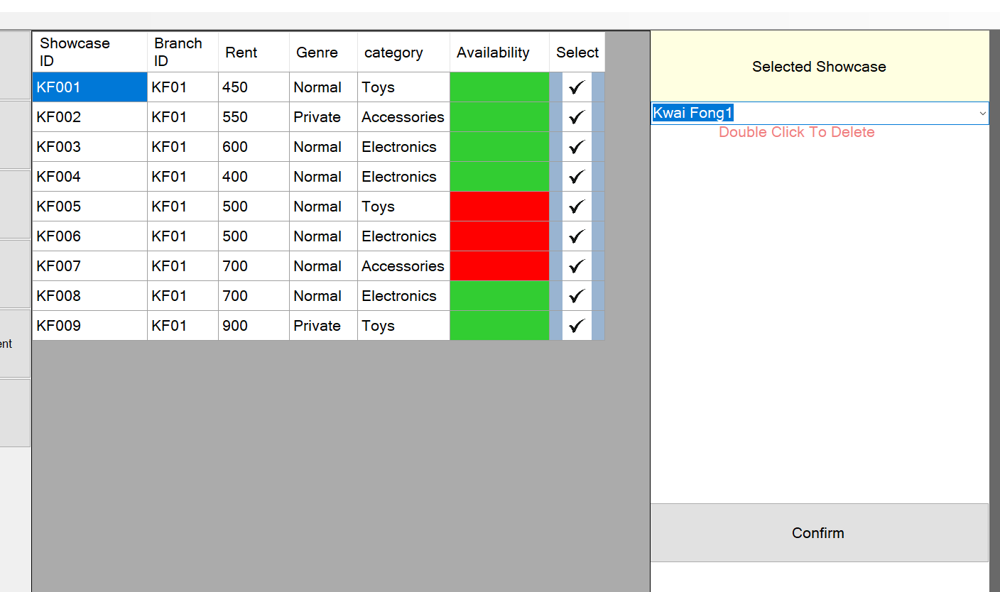 Showcase ID Branch ID Rent Genre category Availability Select
KF001 KF01 450 Normal Toys
KF002 KF01 550 Private Accessories
KF003 KF01 600 Normal Electronics
KF004 KF01 400 Normal Electronics
KF005 KF01 500 Normal Toys
KF006 KF01 500 Normal Electronics
KF007 KF01 700 Normal Accessories
KF008 KF01 700 Normal Electronics
KF009 KF01 900 Private Toys
ent
Selected Showcase
Kwai Fong1
Double Click To Delete
Confirm